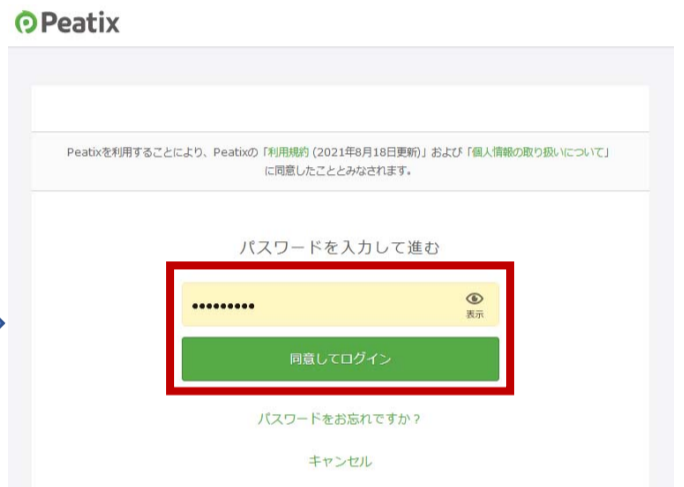 Peatix
Peatixを利用することにより、Peatixの「利用規約 (2021年8月18日更新)」および「個人情報の取り扱いについて」
に同意したこととみなされます。
パスワードを入力して進む
•••••••••
表示
同意してログイン
パスワードをお忘れですか？
キャンセル